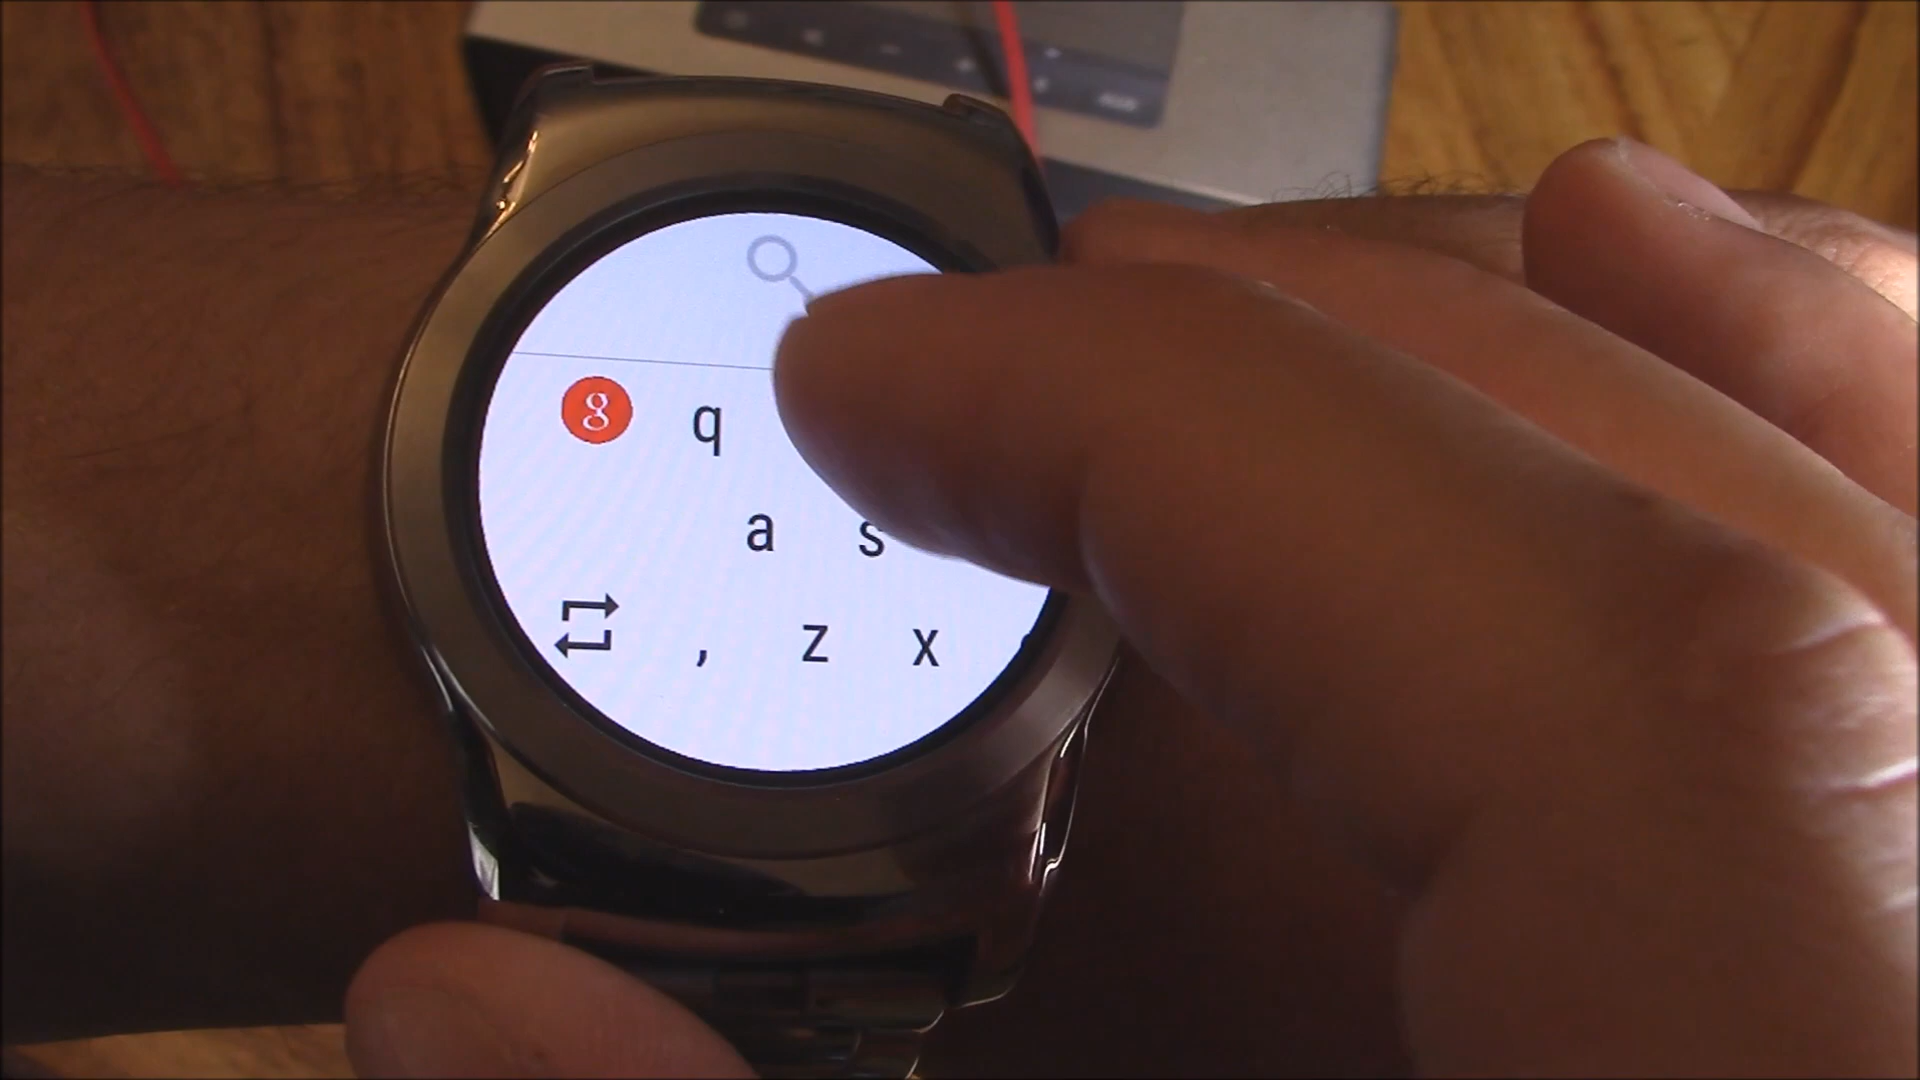 g q
a s
, z x